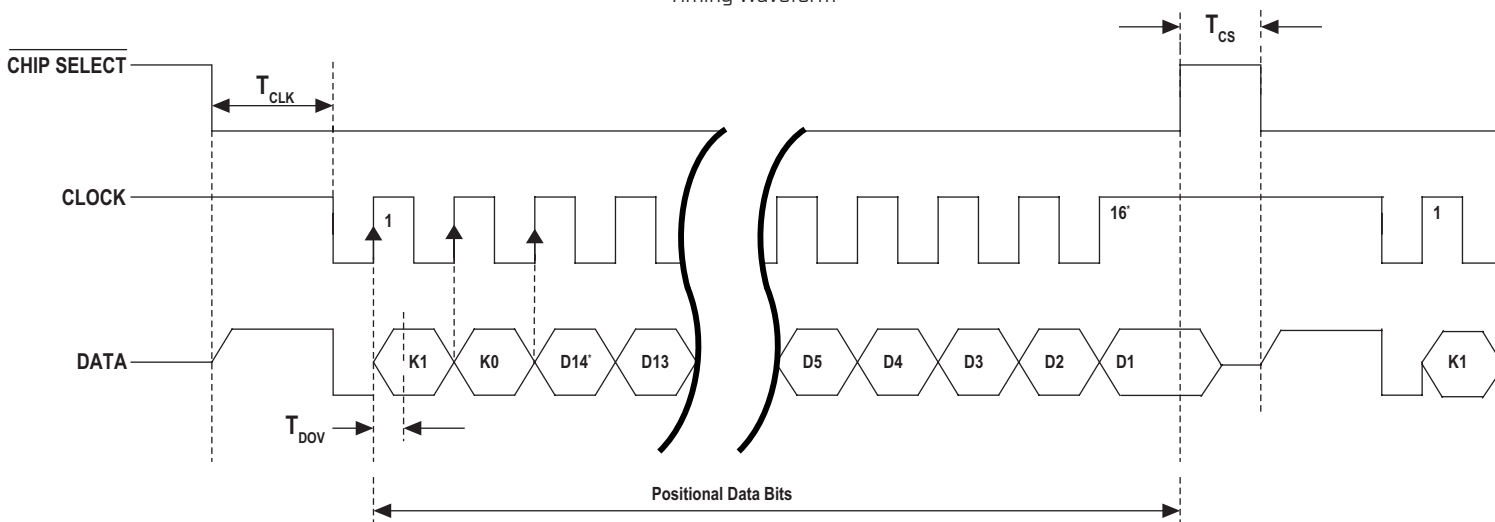 Timing Waveform
T_CS
CHIP SELECT
T_CLK
CLOCK
1
16*
1
DATA
K1
K0
D14*
D13
D5
D4
D3
D2
D1
K1
T_DOV
Positional Data Bits